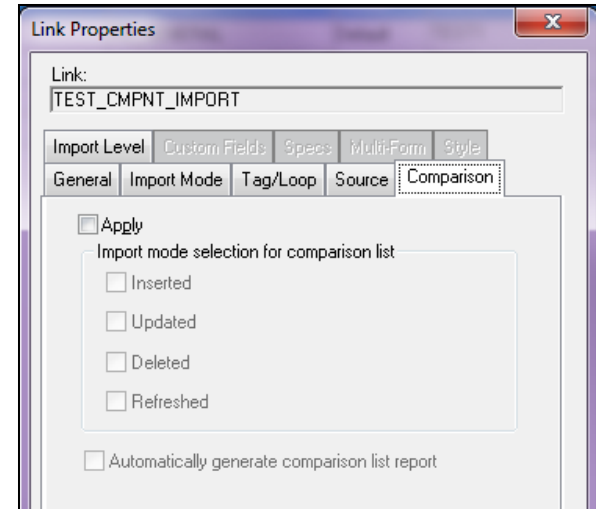 Link Properties
Link:
TEST_CMPNT_IMPORT
Import Level Custom Fields Specs Multi-Form Style
General Import Mode Tag/Loop Source Comparison
Apply
Import mode selection for comparison list
Inserted
Updated
Deleted
Refreshed
Automatically generate comparison list report